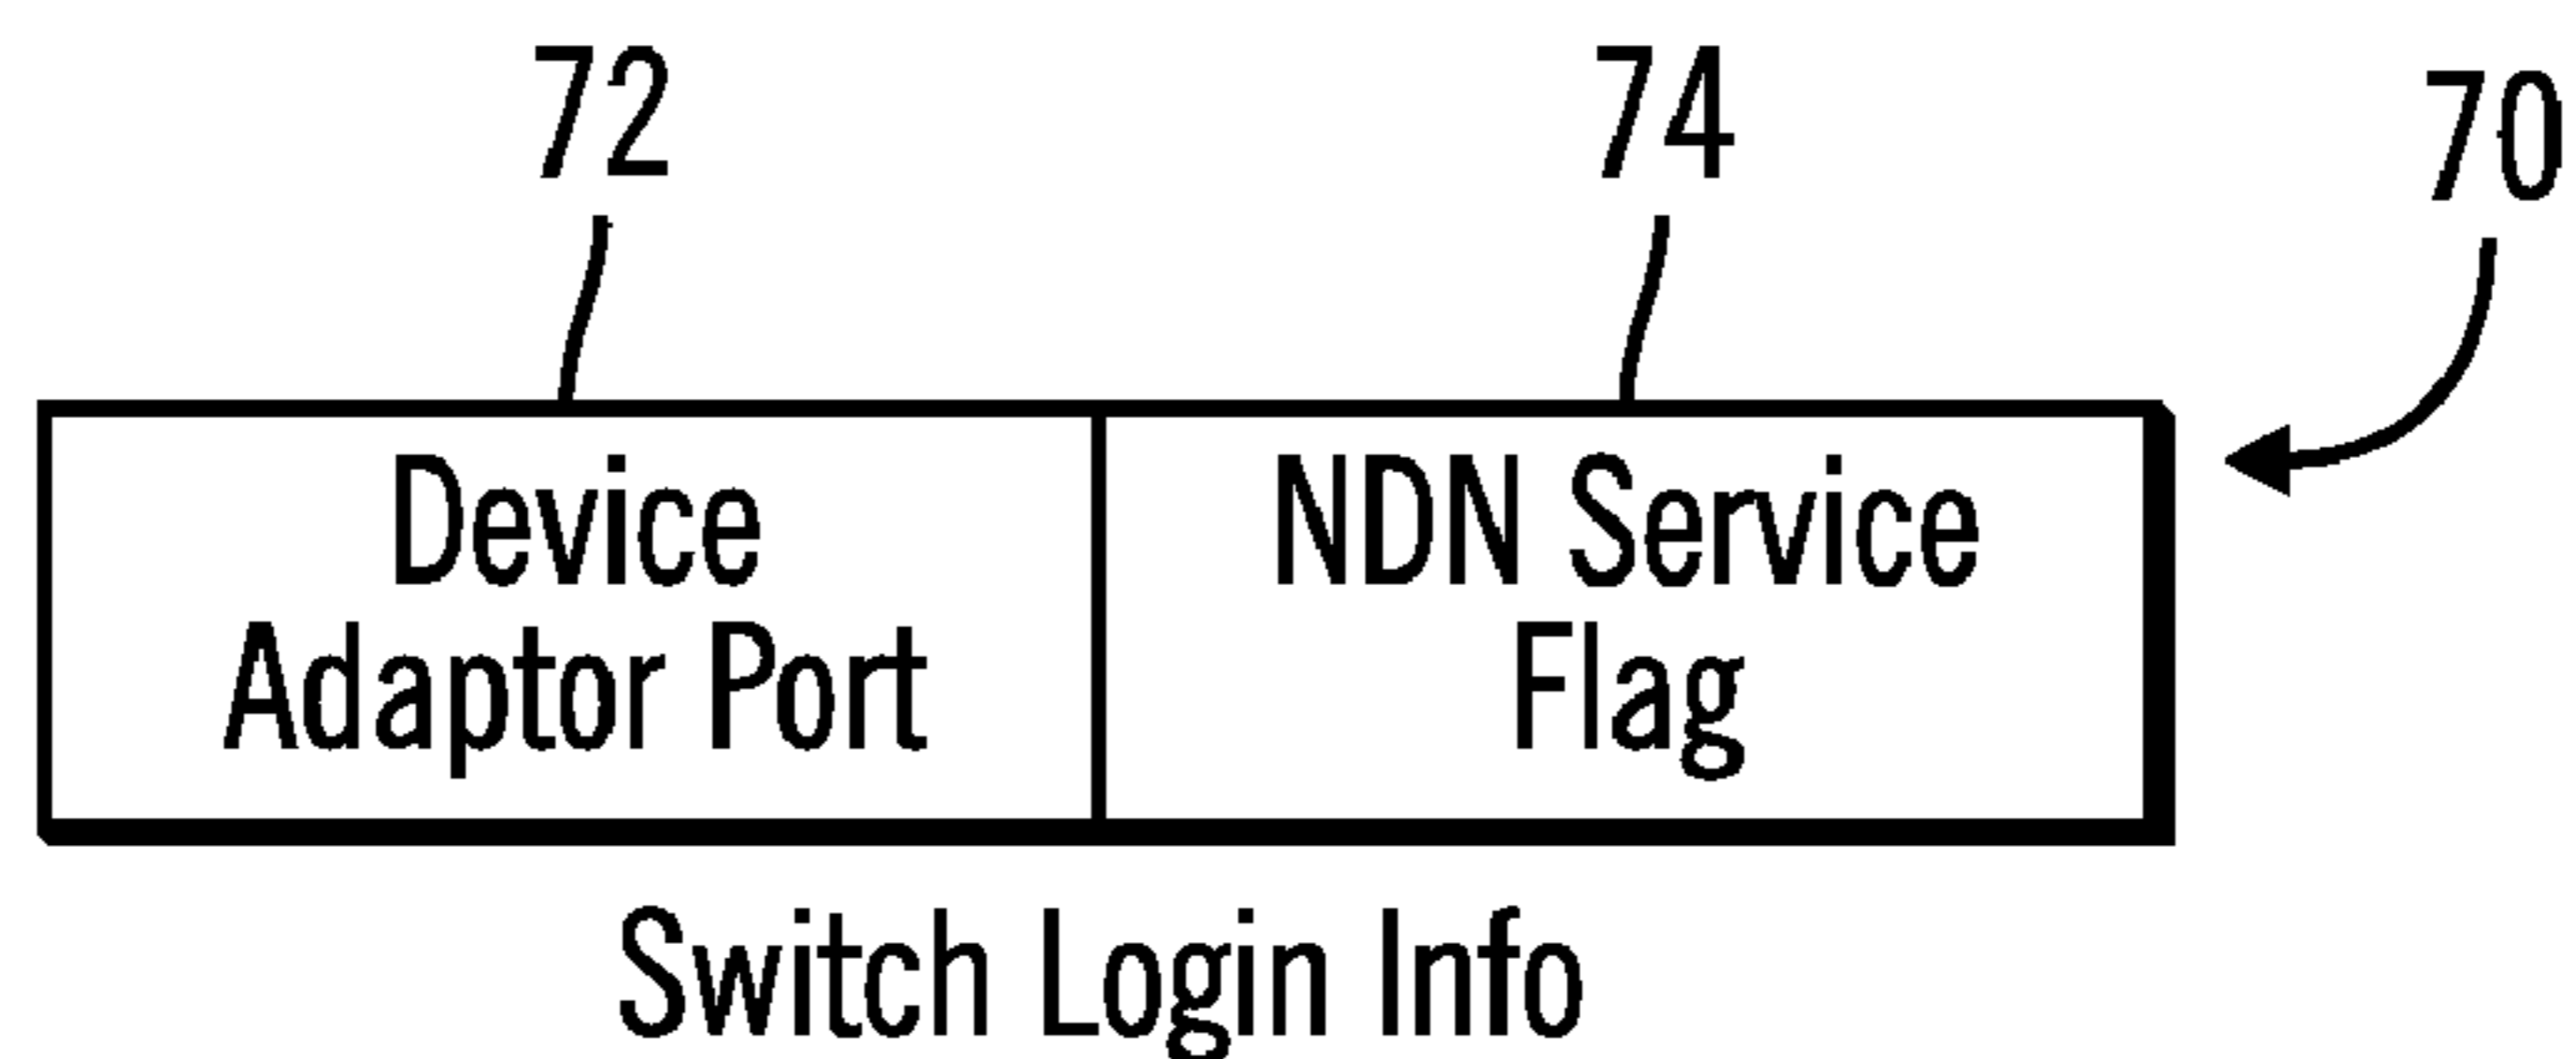 72
74
70
Device
Adaptor Port
NDN Service
Flag
Switch Login Info